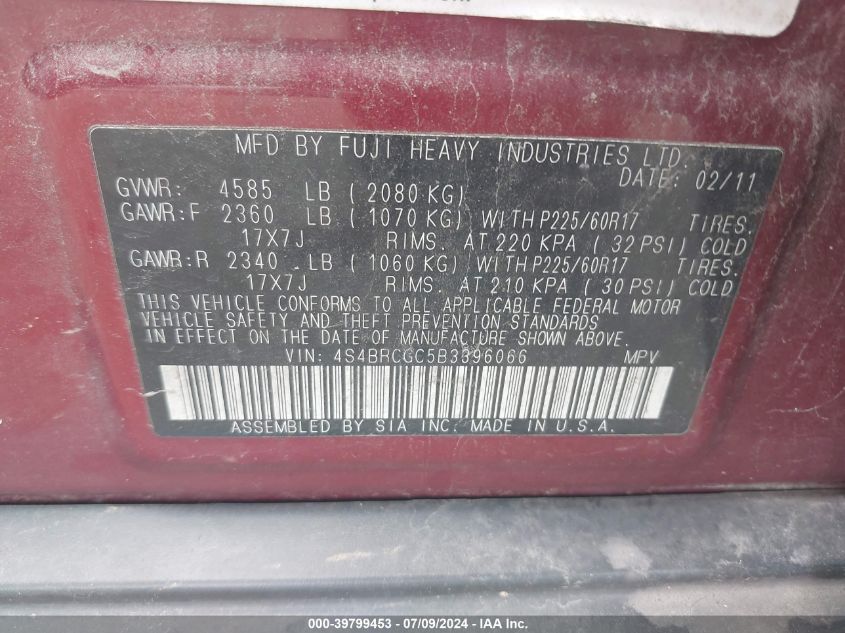 MFD BY FUJI HEAVY INDUSTRIES LTD.
DATE: 02/11
GVWR: 4585 LB ( 2080 KG)
GAWR:F 2360 LB ( 1070 KG) WITH P225/60R17 TIRES.
17X7J RIMS. AT 220 KPA ( 32 PSI) COLD
GAWR:R 2340 LB ( 1060 KG) WITH P225/60R17 TIRES.
17X7J RIMS. AT 210 KPA ( 30 PSI) COLD
THIS VEHICLE CONFORMS TO ALL APPLICABLE FEDERAL MOTOR
VEHICLE SAFETY AND THEFT PREVENTION STANDARDS
IN EFFECT ON THE DATE OF MANUFACTURE SHOWN ABOVE.
VIN: 4S4BRCGC5B3396066 MPV
ASSEMBLED BY SIA INC. MADE IN U.S.A.
000-39799453 - 07/09/2024 - IAA Inc.